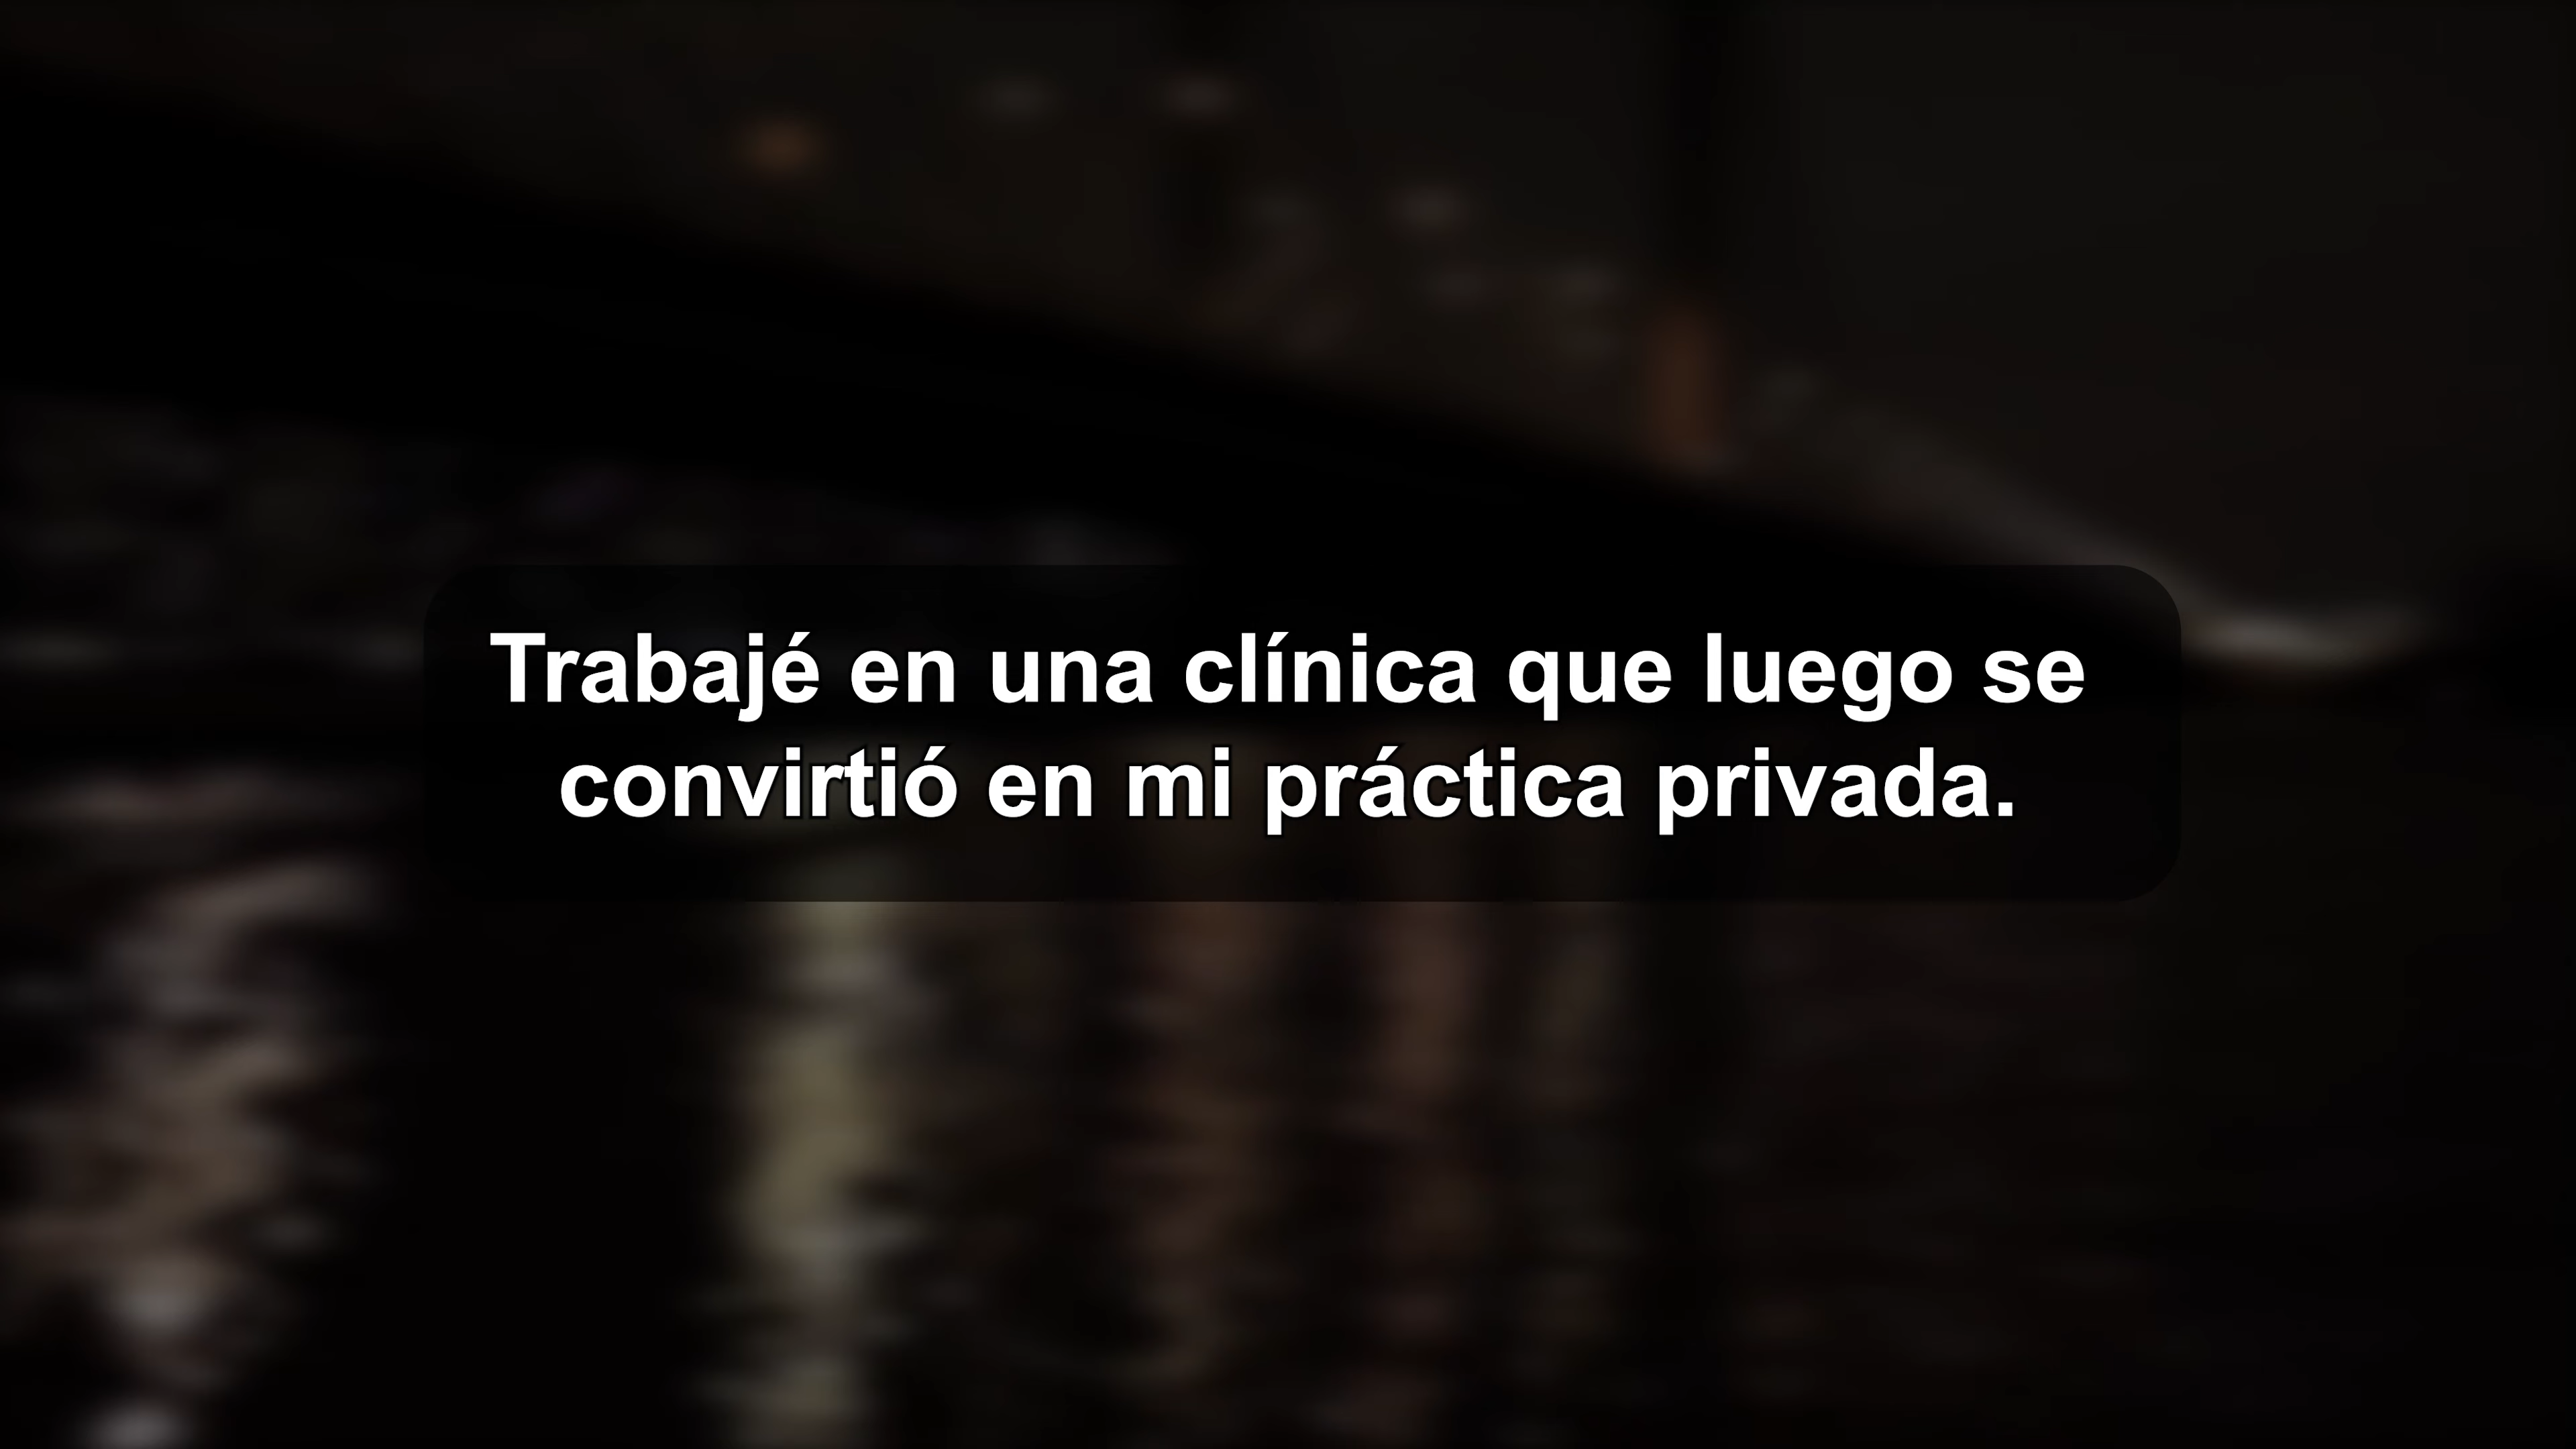 Trabajé en una clínica que luego se
convirtió en mi práctica privada.